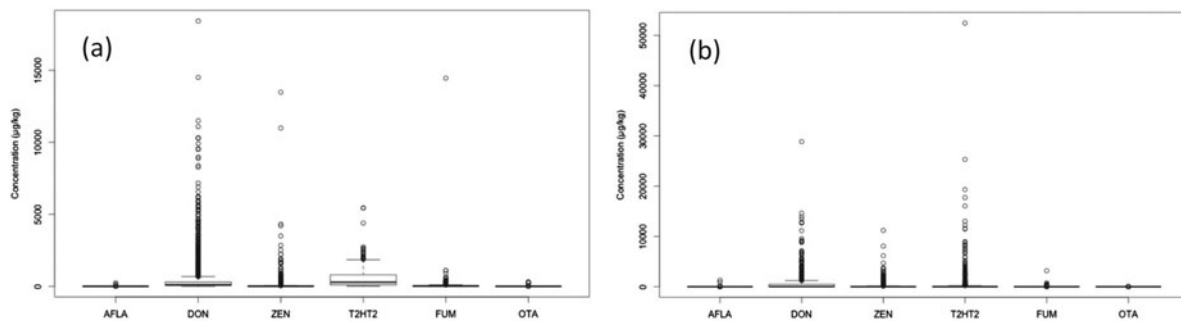 (a)
Concentration (µg/kg)
15000
10000
5000
0
AFLA DON ZEN T2HT2 FUM OTA
(b)
Concentration (µg/kg)
50000
40000
30000
20000
10000
0
AFLA DON ZEN T2HT2 FUM OTA